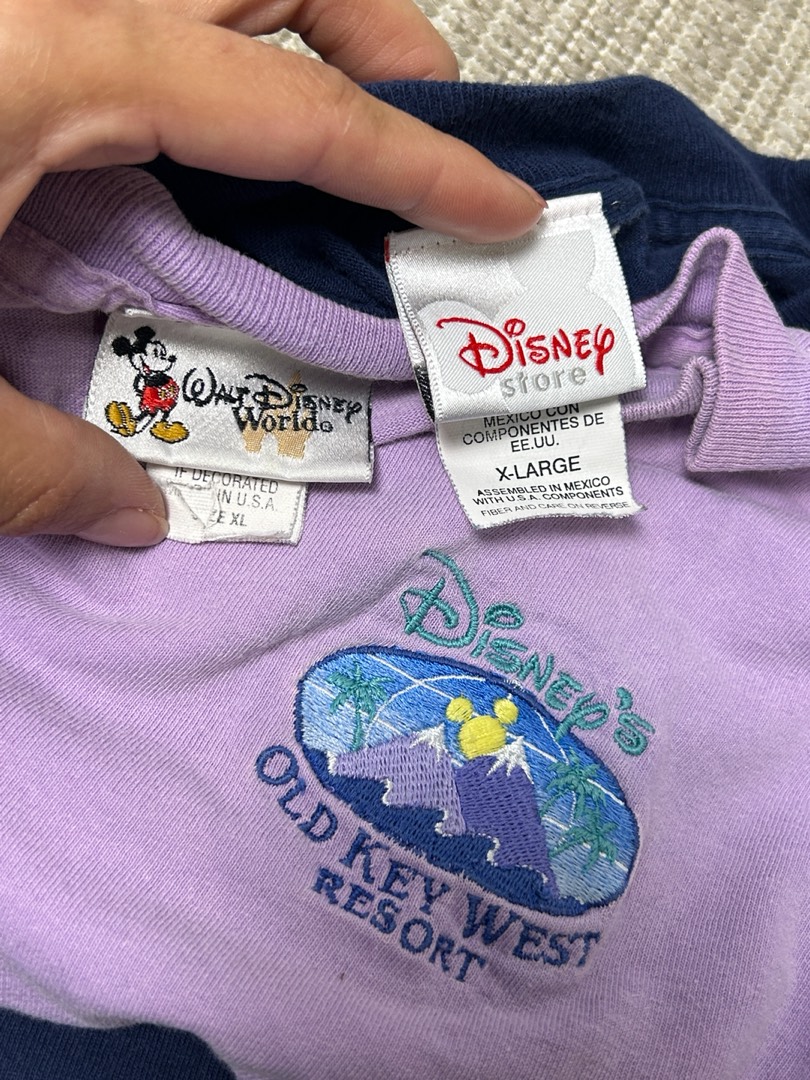 Walt Disney
World®
IF DECORATED
IN U.S.A.
XL
Disney
store
MEXICO CON
COMPONENTES DE
EE.UU.
X-LARGE
ASSEMBLED IN MEXICO
WITH U.S.A. COMPONENTS
FIBER AND CARE ON REVERSE
Disney's
OLD KEY WEST
RESORT